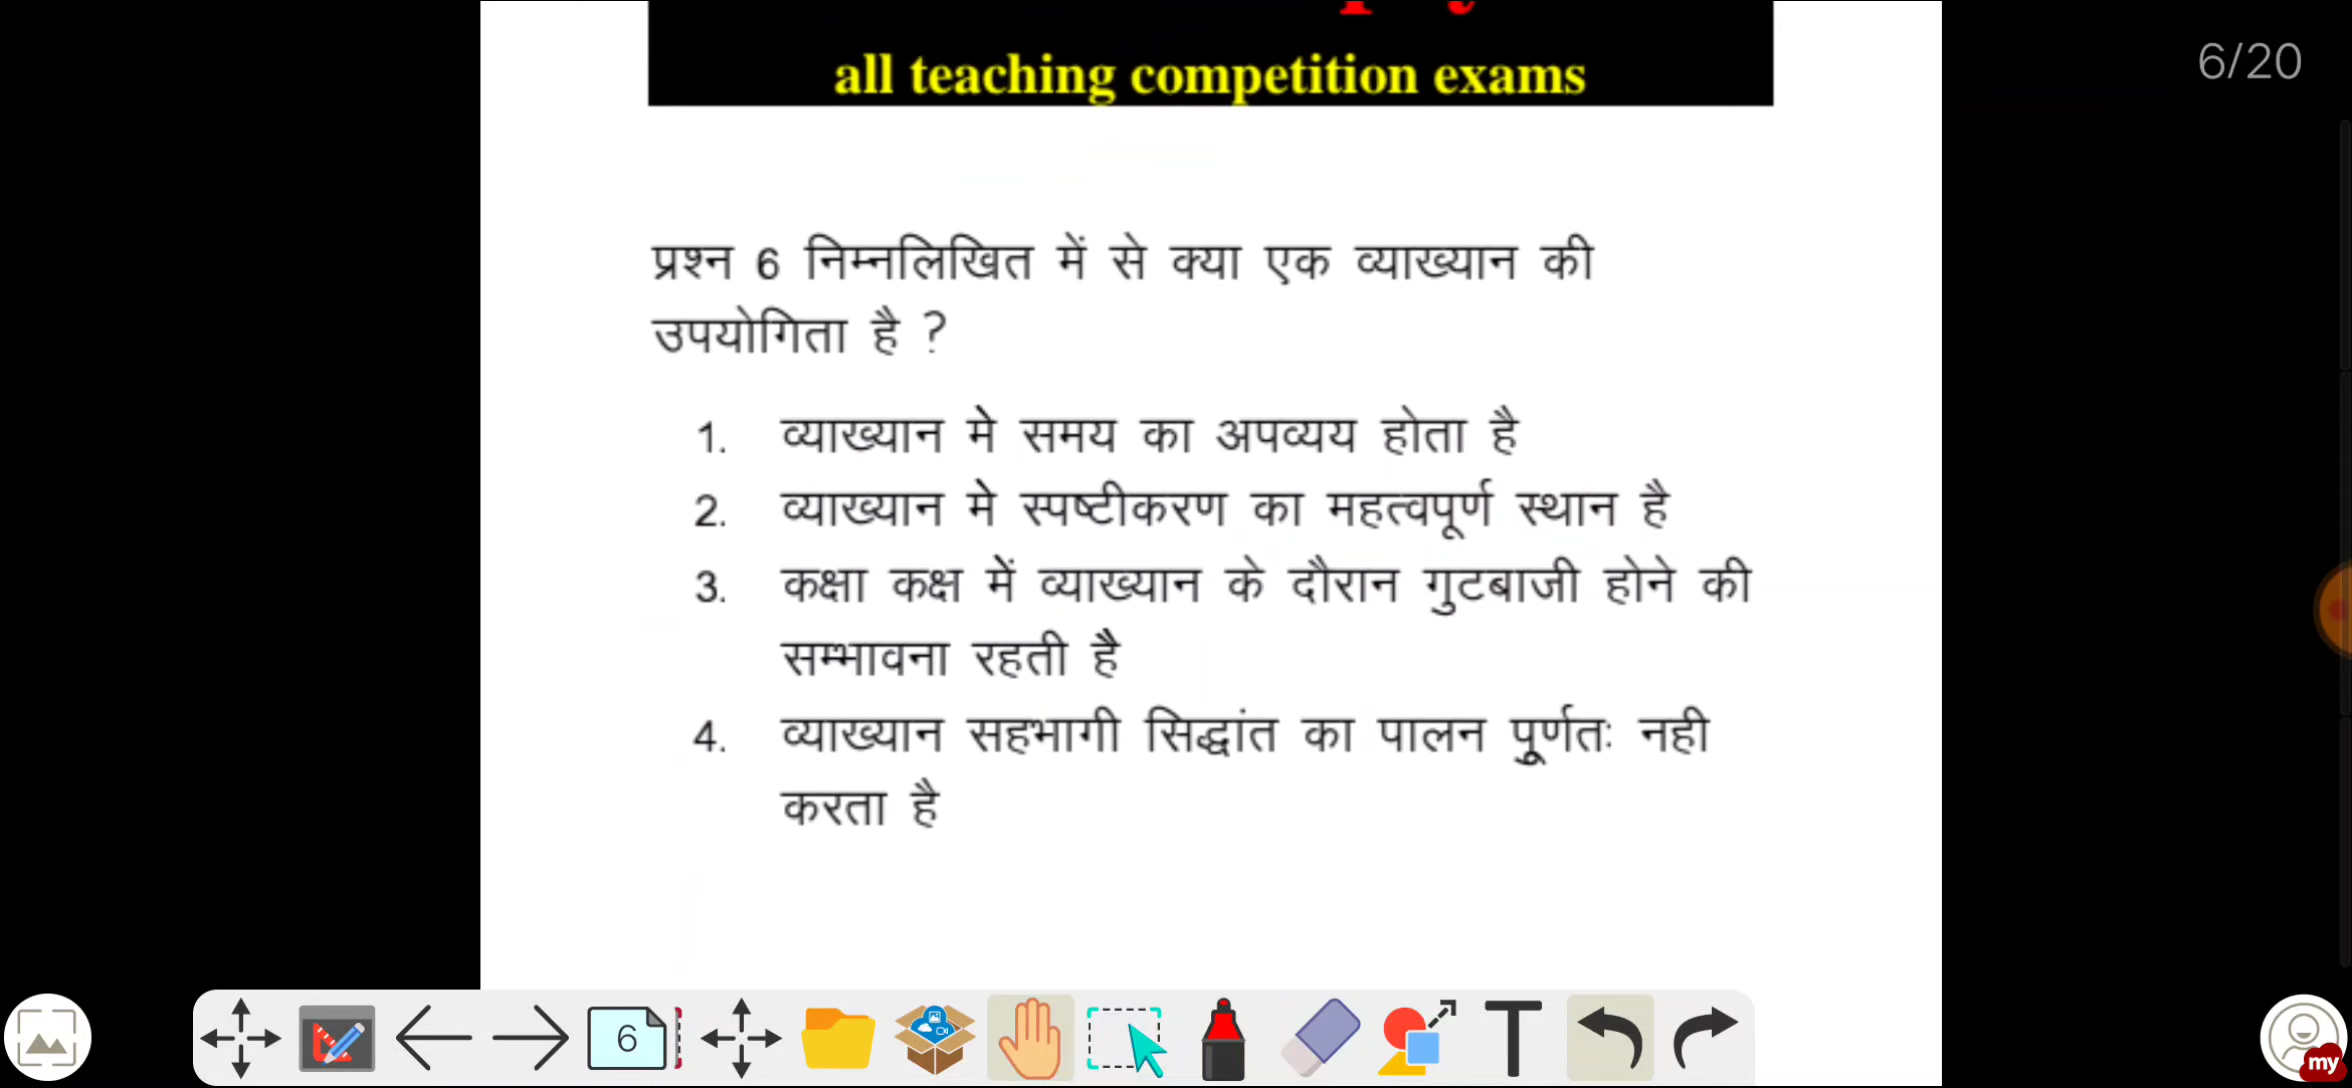 all teaching competition exams
6/20
प्रश्न 6 निम्नलिखित में से क्या एक व्याख्यान की
उपयोगिता है ?
1. व्याख्यान मे समय का अपव्यय होता है
2. व्याख्यान मे स्पष्टीकरण का महत्वपूर्ण स्थान है
3. कक्षा कक्ष में व्याख्यान के दौरान गुटबाजी होने की
सम्भावना रहती है
4. व्याख्यान सहभागी सिद्धांत का पालन पूर्णतः नही
करता है
6
T
my